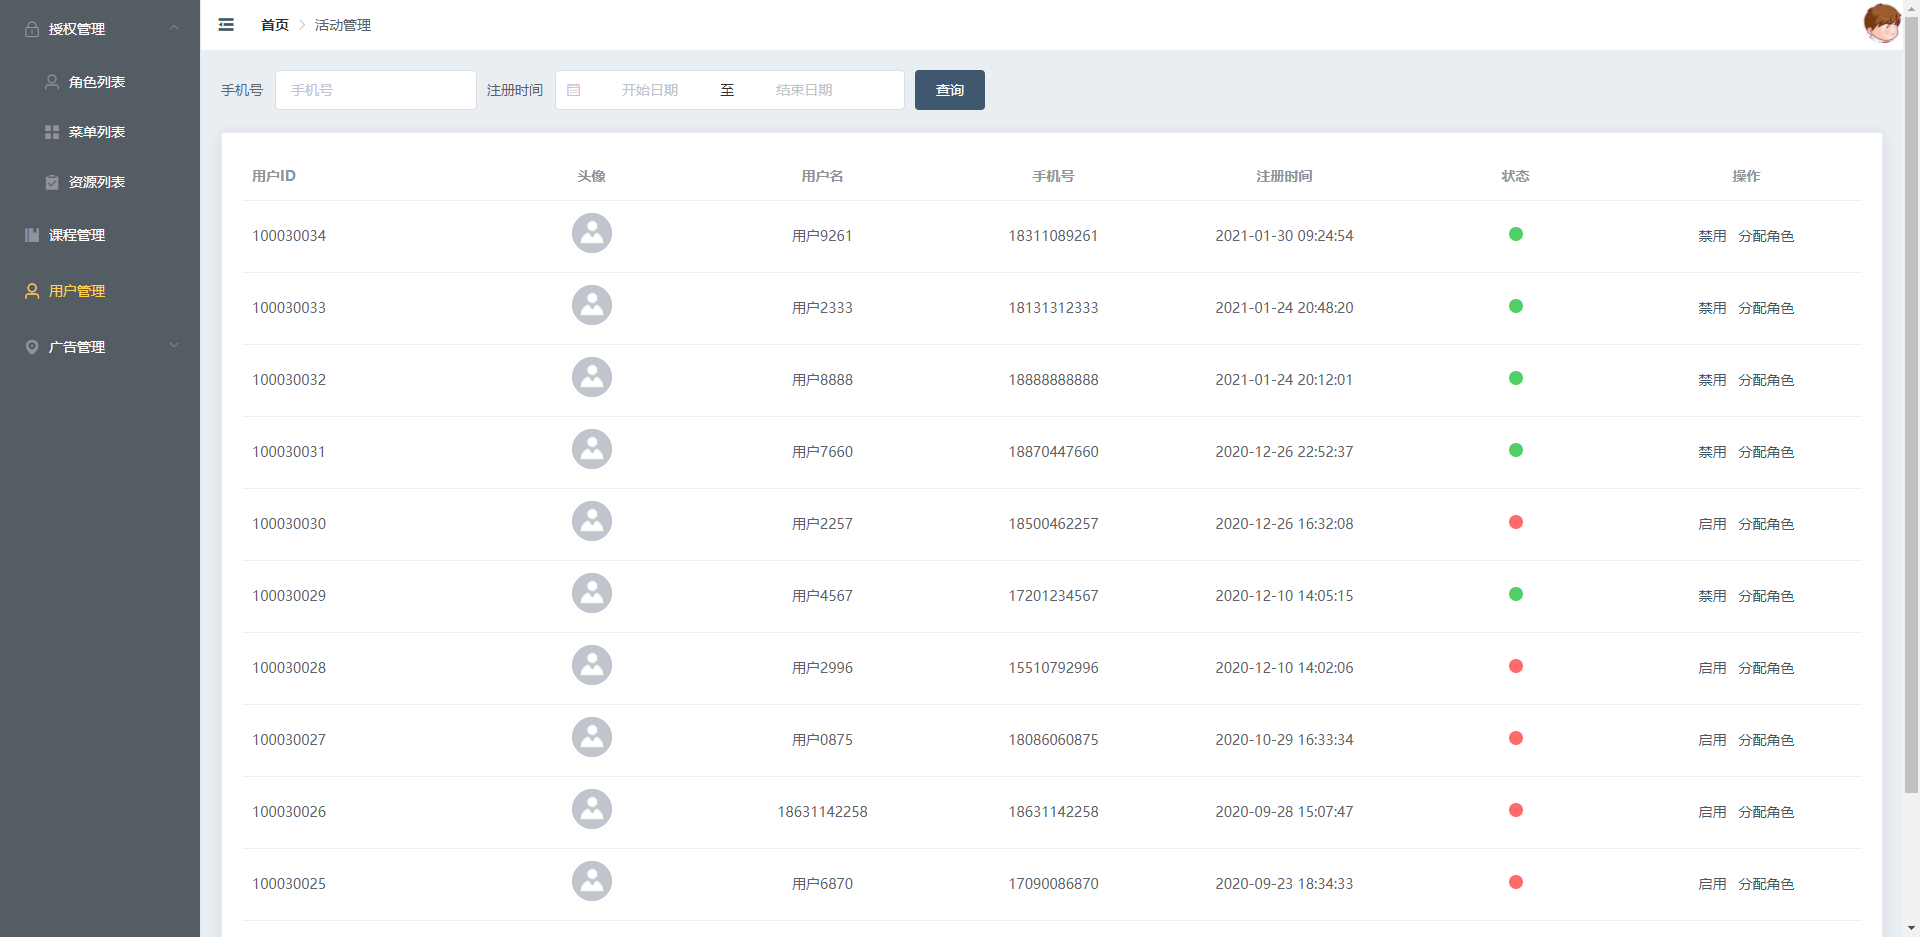 授权管理
角色列表
菜单列表
资源列表
课程管理
用户管理
广告管理
首页 活动管理
手机号 手机号 注册时间 开始日期 至 结束日期 查询
用户ID 头像 用户名 手机号 注册时间 状态 操作
100030034 用户9261 18311089261 2021-01-30 09:24:54 禁用 分配角色
100030033 用户2333 18131312333 2021-01-24 20:48:20 禁用 分配角色
100030032 用户8888 18888888888 2021-01-24 20:12:01 禁用 分配角色
100030031 用户7660 18870447660 2020-12-26 22:52:37 禁用 分配角色
100030030 用户2257 18500462257 2020-12-26 16:32:08 启用 分配角色
100030029 用户4567 17201234567 2020-12-10 14:05:15 禁用 分配角色
100030028 用户2996 15510792996 2020-12-10 14:02:06 启用 分配角色
100030027 用户0875 18086060875 2020-10-29 16:33:34 启用 分配角色
100030026 18631142258 18631142258 2020-09-28 15:07:47 启用 分配角色
100030025 用户6870 17090086870 2020-09-23 18:34:33 启用 分配角色